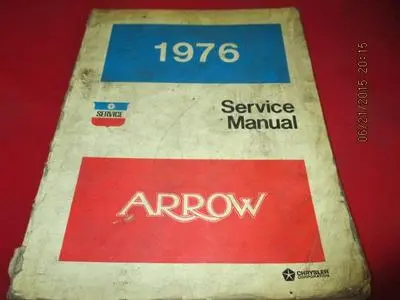 1976
SERVICE
Service
Manual
ARROW
CHRYSLER
CORPORATION
06/21/2015 20:15